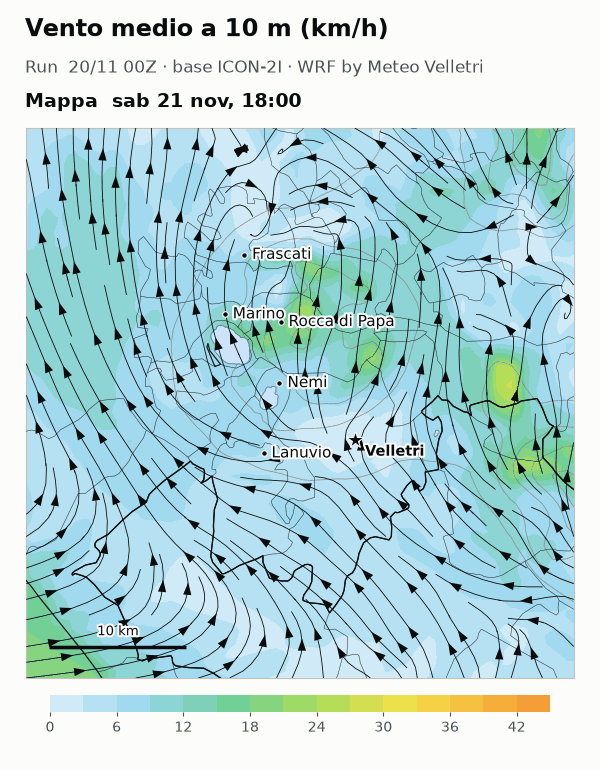 Vento medio a 10 m (km/h)
Run  20/11 00Z · base ICON-2I · WRF by Meteo Velletri
Mappa  sab 21 nov, 18:00
Frascati
Marino
Rocca di Papa
Nemi
Velletri
Lanuvio
10 km
0 6 12 18 24 30 36 42